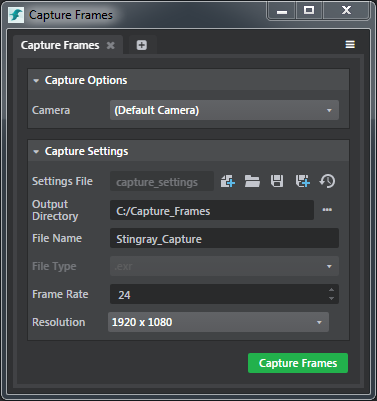 Capture Frames
Capture Frames
Capture Options
Camera (Default Camera)
Capture Settings
Settings File capture_settings
Output Directory C:/Capture_Frames
File Name Stingray_Capture
File Type .exr
Frame Rate 24
Resolution 1920 x 1080
Capture Frames